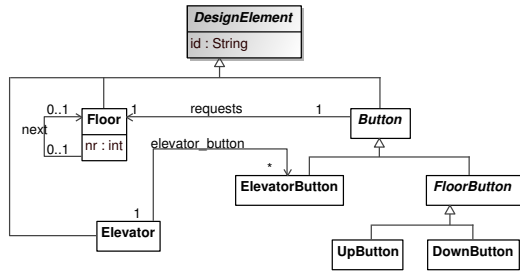 DesignElement
id : String
0..1
Floor
1
requests
1
Button
next
nr : int
0..1
elevator_button
*
ElevatorButton
FloorButton
1
Elevator
UpButton
DownButton